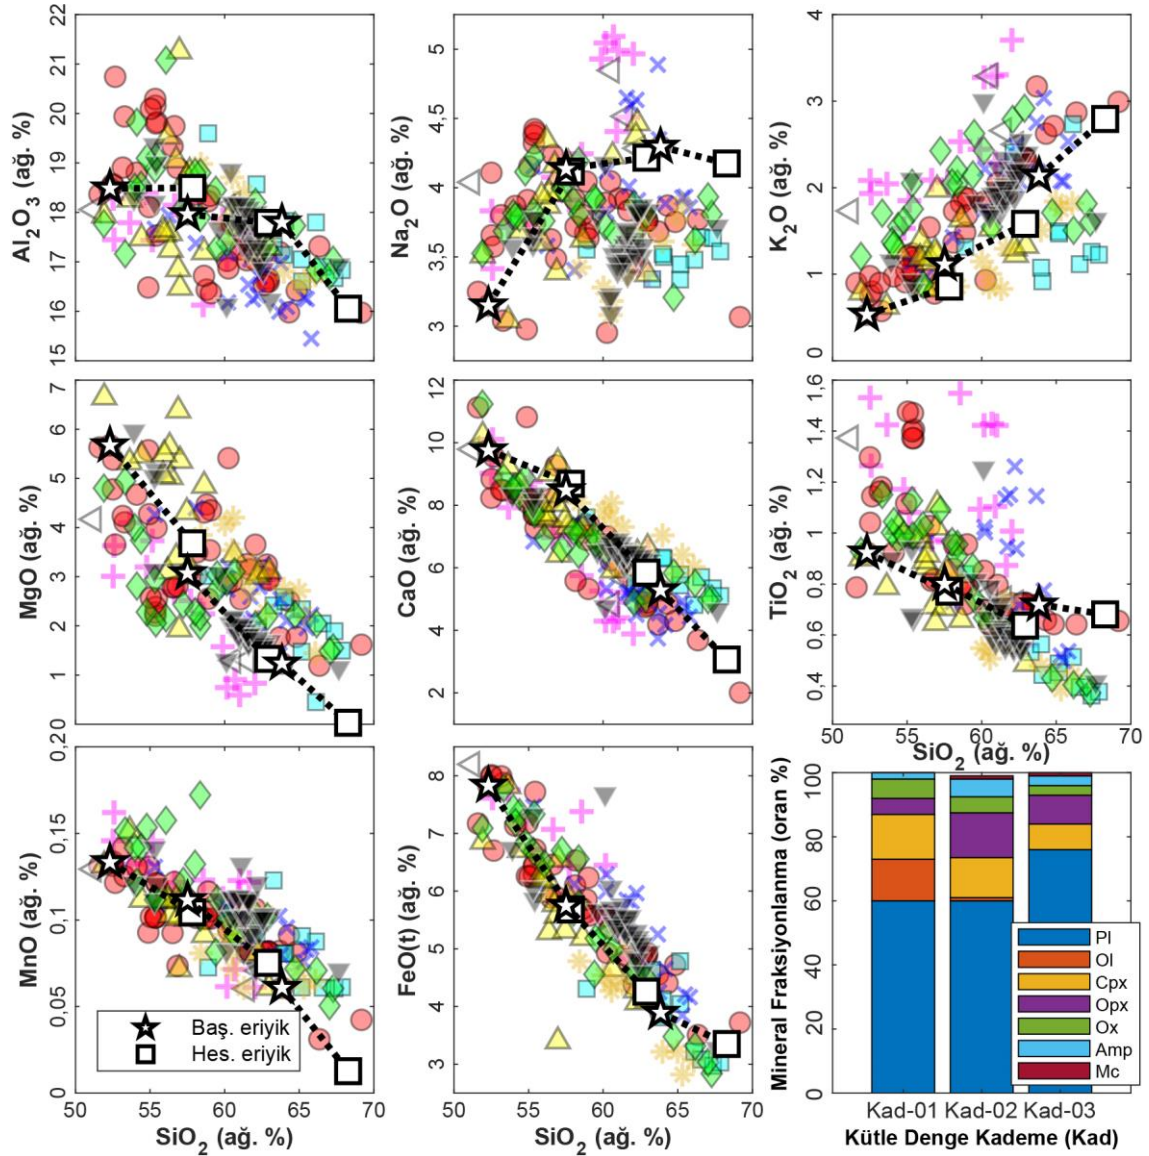 22
21
20
19
18
17
16
15
Al2O3 (ağ. %)
5
4,5
4
3,5
3
Na2O (ağ. %)
4
3
2
1
0
K2O (ağ. %)
7
6
5
4
3
2
1
0
MgO (ağ. %)
12
10
8
6
4
2
CaO (ağ. %)
1,6
1,4
1,2
1
0,8
0,6
0,4
TiO2 (ağ. %)
50 55 60 65 70
SiO2 (ağ. %)
0,2
0,15
0,1
0,05
0
MnO (ağ. %)
Baş. eriyik
Hes. eriyik
50 55 60 65 70
SiO2 (ağ. %)
8
7
6
5
4
3
FeO(t) (ağ. %)
50 55 60 65 70
SiO2 (ağ. %)
100
80
60
40
20
0
Mineral Fraksiyonlanma (oran %)
Pl
Ol
Cpx
Opx
Ox
Amp
Mc
Kad-01 Kad-02 Kad-03
Kütle Denge Kademe (Kad)